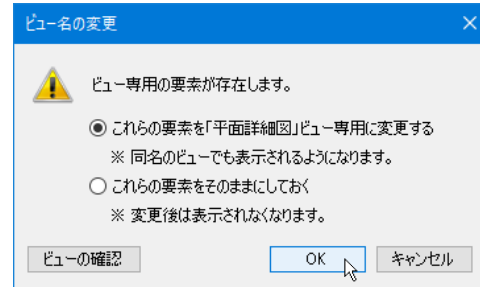 ビュー名の変更
ビュー専用の要素が存在します。
これらの要素を「平面詳細図」ビュー専用に変更する
※ 同名のビューでも表示されるようになります。
これらの要素をそのままにしておく
※ 変更後は表示されなくなります。
ビューの確認 OK キャンセル